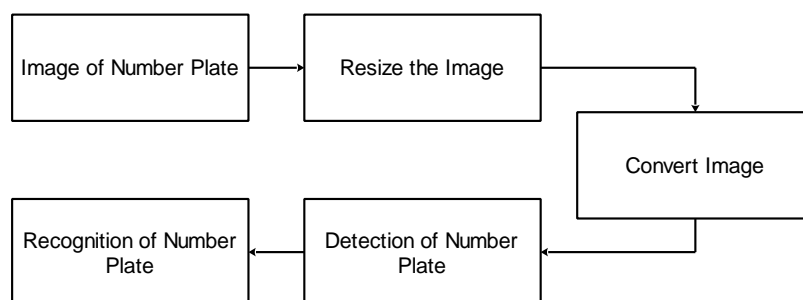 Image of Number Plate
Resize the Image
Convert Image
Detection of Number
Plate
Recognition of Number
Plate